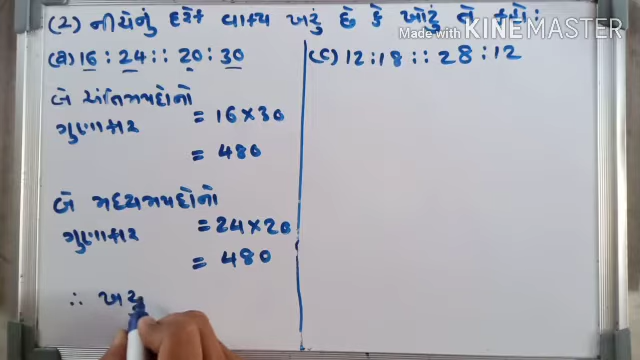 (2) નીચેનું દરેક વાક્ય ખરું છે કે ખોટું તે કહો :
Made with KINEMASTER
(a) 16 : 24 :: 20 : 30
બે અંતિમપદોનો
ગુણાકાર = 16 × 30
= 480
બે મધ્યમપદોનો
ગુણાકાર = 24 × 20
= 480
∴ ખરુ
(c) 12 : 18 :: 28 : 12